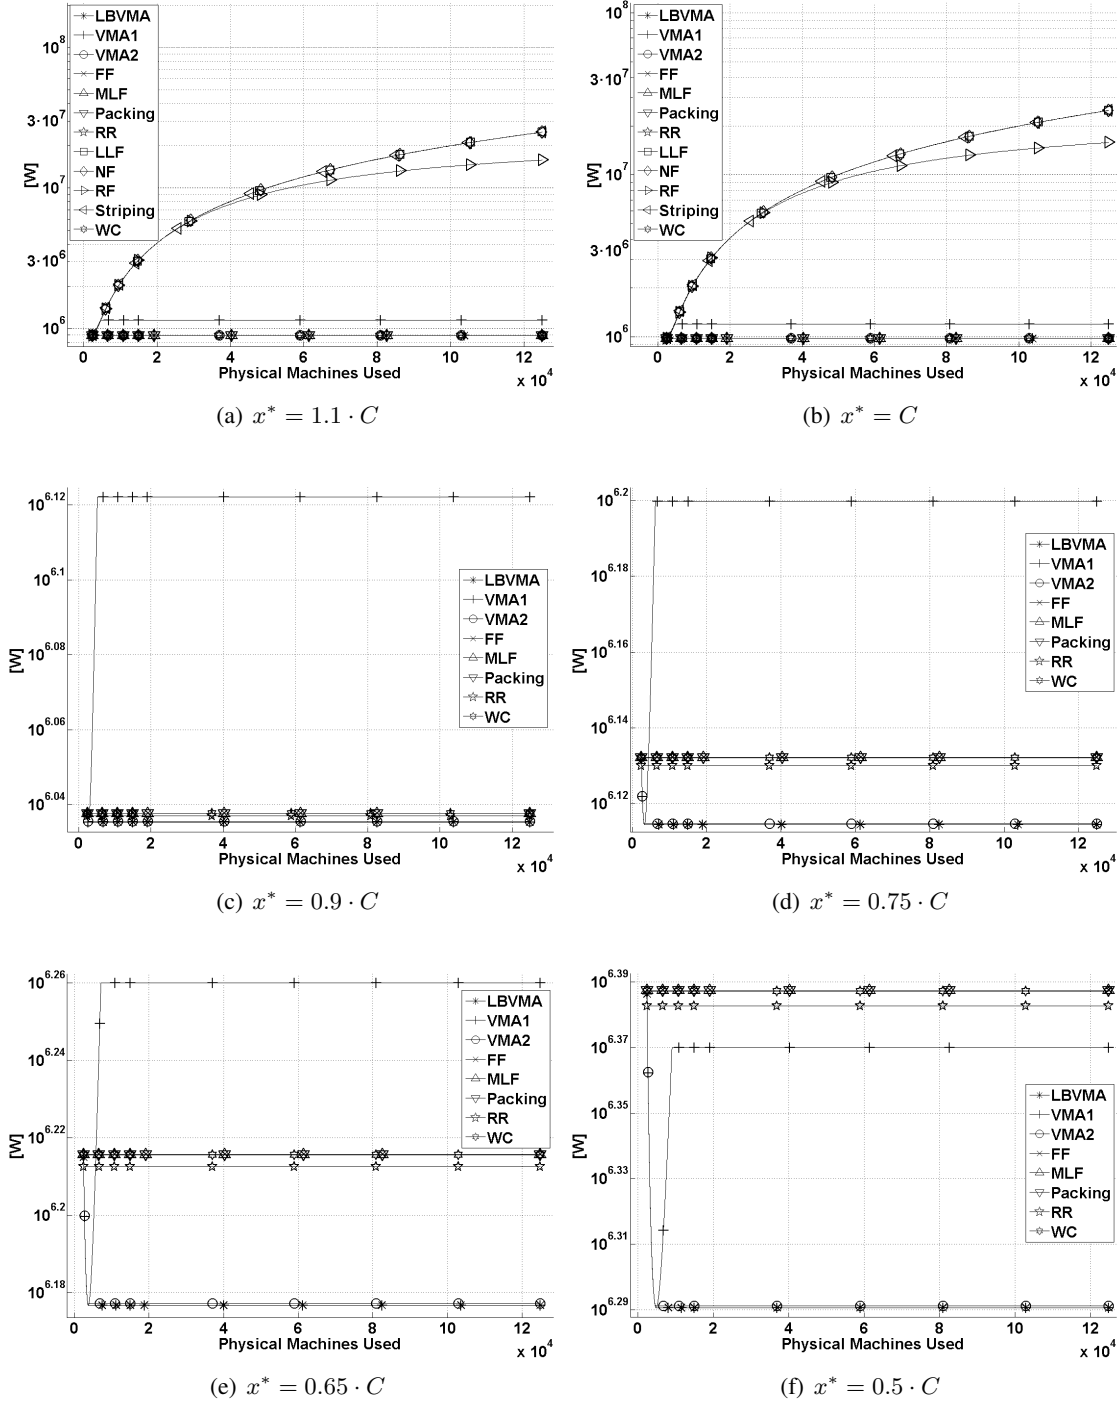 LBVMA
VMA1
VMA2
FF
MLF
Packing
RR
LLF
NF
RF
Striping
WC
10^8
3·10^7
10^7
3·10^6
10^6
[W]
0 2 4 6 8 10 12
Physical Machines Used
x 10^4
(a) x* = 1.1 · C
LBVMA
VMA1
VMA2
FF
MLF
Packing
RR
LLF
NF
RF
Striping
WC
10^8
3·10^7
10^7
3·10^6
10^6
[W]
0 2 4 6 8 10 12
Physical Machines Used
x 10^4
(b) x* = C
10^6.12
10^6.1
10^6.08
10^6.06
10^6.04
[W]
LBVMA
VMA1
VMA2
FF
MLF
Packing
RR
WC
0 2 4 6 8 10 12
Physical Machines Used
x 10^4
(c) x* = 0.9 · C
10^6.2
10^6.18
10^6.16
10^6.14
10^6.12
[W]
LBVMA
VMA1
VMA2
FF
MLF
Packing
RR
WC
0 2 4 6 8 10 12
Physical Machines Used
x 10^4
(d) x* = 0.75 · C
10^6.26
10^6.24
10^6.22
10^6.2
10^6.18
[W]
LBVMA
VMA1
VMA2
FF
MLF
Packing
RR
WC
0 2 4 6 8 10 12
Physical Machines Used
x 10^4
(e) x* = 0.65 · C
10^6.39
10^6.37
10^6.35
10^6.33
10^6.31
10^6.29
[W]
LBVMA
VMA1
VMA2
FF
MLF
Packing
RR
WC
0 2 4 6 8 10 12
Physical Machines Used
x 10^4
(f) x* = 0.5 · C